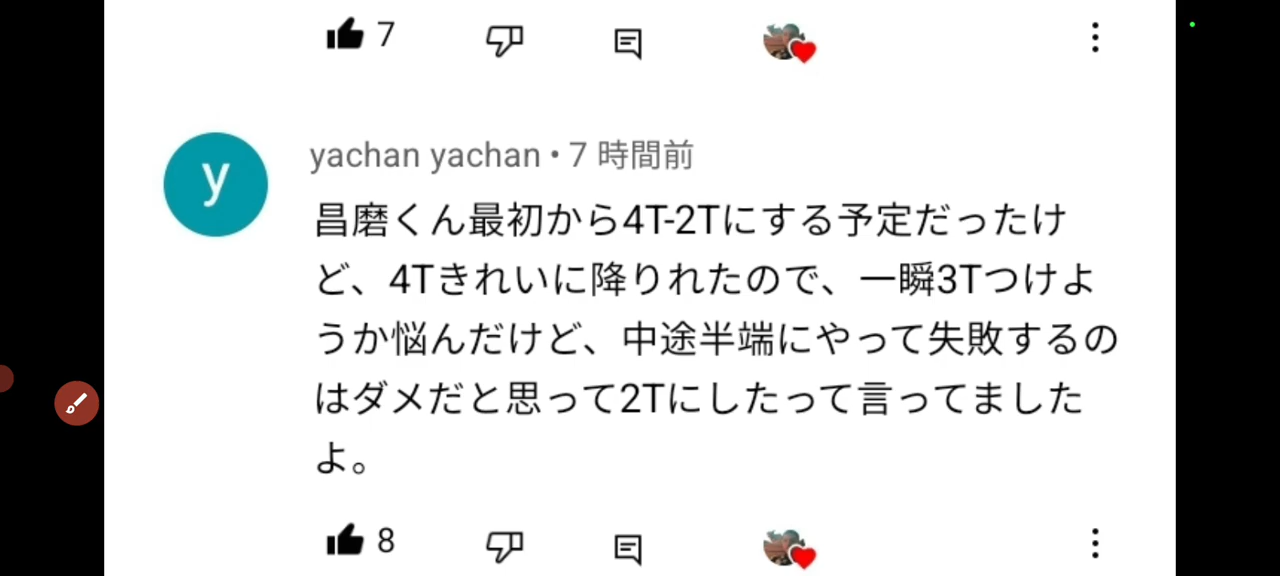 7
y
yachan yachan • 7 時間前
昌磨くん最初から4T-2Tにする予定だったけ
ど、4Tきれいに降りれたので、一瞬3Tつけよ
うか悩んだけど、中途半端にやって失敗するの
はダメだと思って2Tにしたって言ってました
よ。
8